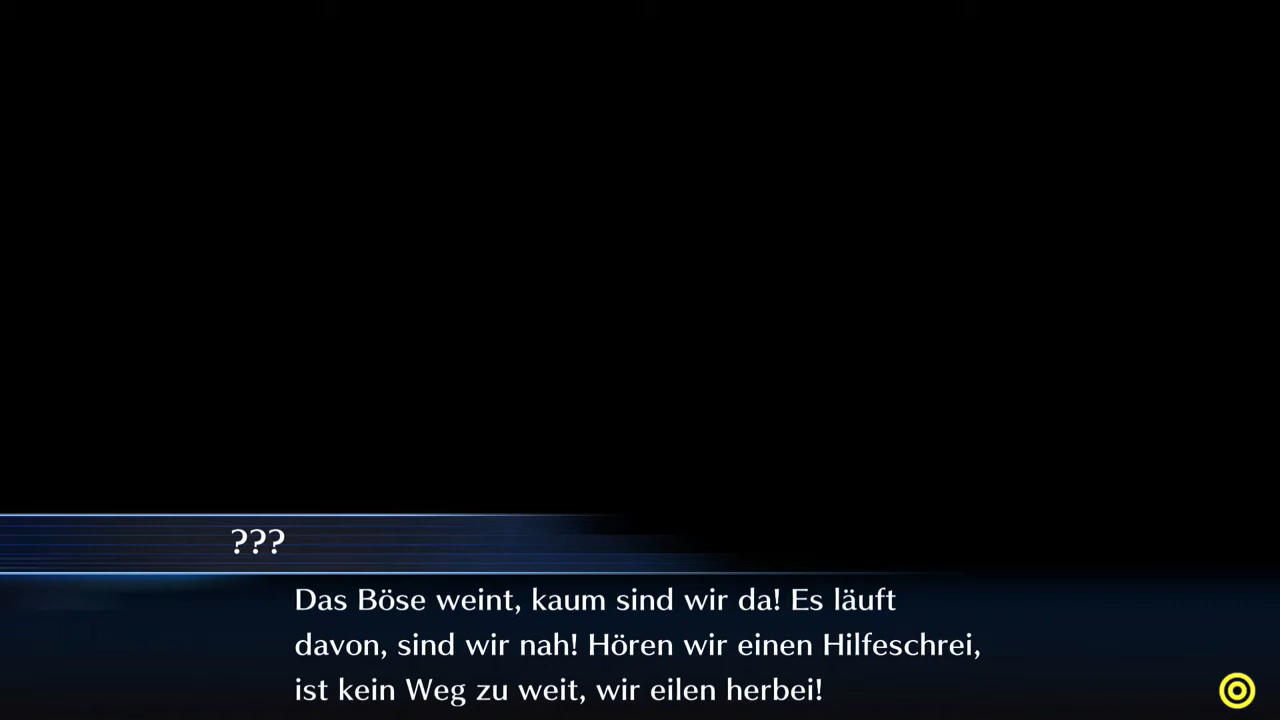 ???
Das Böse weint, kaum sind wir da! Es läuft
davon, sind wir nah! Hören wir einen Hilfeschrei,
ist kein Weg zu weit, wir eilen herbei!